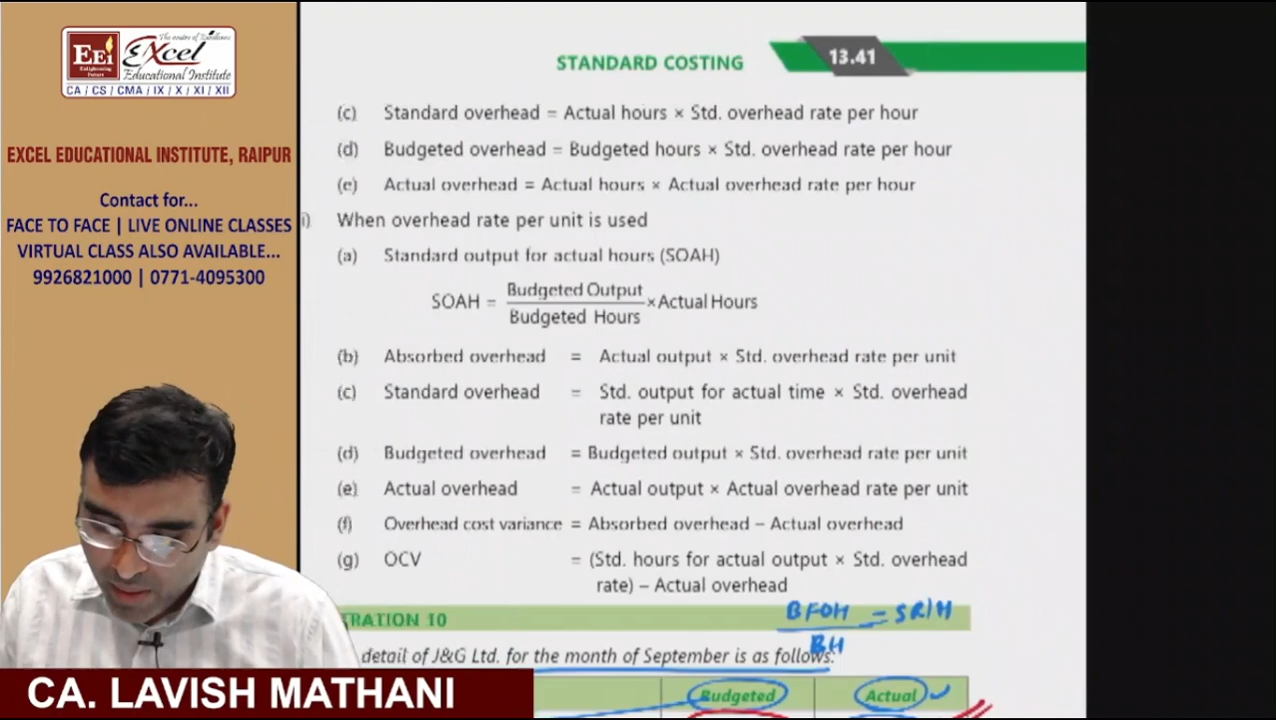 The centre of Excellence
EEi
Enlightening Future
Excel
Educational Institute
CA / CS / CMA / IX / X / XI / XII
EXCEL EDUCATIONAL INSTITUTE, RAIPUR
Contact for...
FACE TO FACE | LIVE ONLINE CLASSES
VIRTUAL CLASS ALSO AVAILABLE...
9926821000 | 0771-4095300
STANDARD COSTING 13.41
(c) Standard overhead = Actual hours × Std. overhead rate per hour
(d) Budgeted overhead = Budgeted hours × Std. overhead rate per hour
(e) Actual overhead = Actual hours × Actual overhead rate per hour
i) When overhead rate per unit is used
(a) Standard output for actual hours (SOAH)
SOAH = Budgeted Output / Budgeted Hours × Actual Hours
(b) Absorbed overhead = Actual output × Std. overhead rate per unit
(c) Standard overhead = Std. output for actual time × Std. overhead
rate per unit
(d) Budgeted overhead = Budgeted output × Std. overhead rate per unit
(e) Actual overhead = Actual output × Actual overhead rate per unit
(f) Overhead cost variance = Absorbed overhead – Actual overhead
(g) OCV = (Std. hours for actual output × Std. overhead
rate) – Actual overhead
TRATION 10
BFOH / BH = SR/H
detail of J&G Ltd. for the month of September is as follows:
Budgeted Actual
CA. LAVISH MATHANI